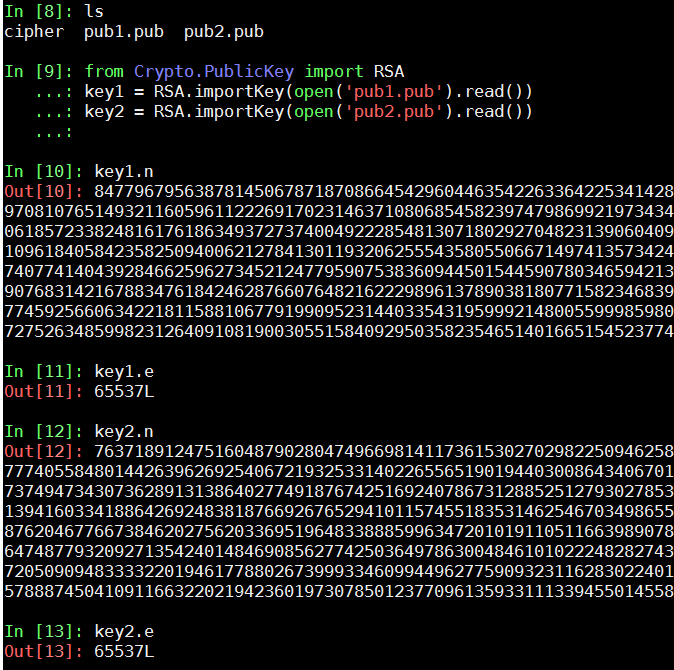 In [8]: ls
cipher  pub1.pub  pub2.pub
In [9]: from Crypto.PublicKey import RSA
   ...: key1 = RSA.importKey(open('pub1.pub').read())
   ...: key2 = RSA.importKey(open('pub2.pub').read())
   ...:
In [10]: key1.n
Out[10]: 8477967956387814506787187086645429604463542263364225341428
9708107651493211605961122269170231463710806854582397479869921973434
0618572338248161761863493727374004922285481307180292704823139060409
1096184058423582509400621278413011932062555435805506671497413573424
7407741404392846625962734521247795907538360944501544590780346594213
9076831421678834761842462876607648216222989613789038180771582346839
7745925660634221811588106779199095231440335431959992148005599985980
7275263485998231264091081900305515840929503582354651401665154523774
In [11]: key1.e
Out[11]: 65537L
In [12]: key2.n
Out[12]: 7637189124751604879028047496698141173615302702982250946258
7774055848014426396269254067219325331402265565190194403008643406701
7374947343073628913138640277491876742516924078673128852512793027853
1394160334188642692483818766926765294101157455183531462546703498655
8762046776673846202756203369519648338885996347201019110511663989078
6474877932092713542401484690856277425036497863004846101022248282743
7205090948333322019461778802673999334609944962775909323116283022401
5788874504109116632202194236019730785012377096135933111339455014558
In [13]: key2.e
Out[13]: 65537L